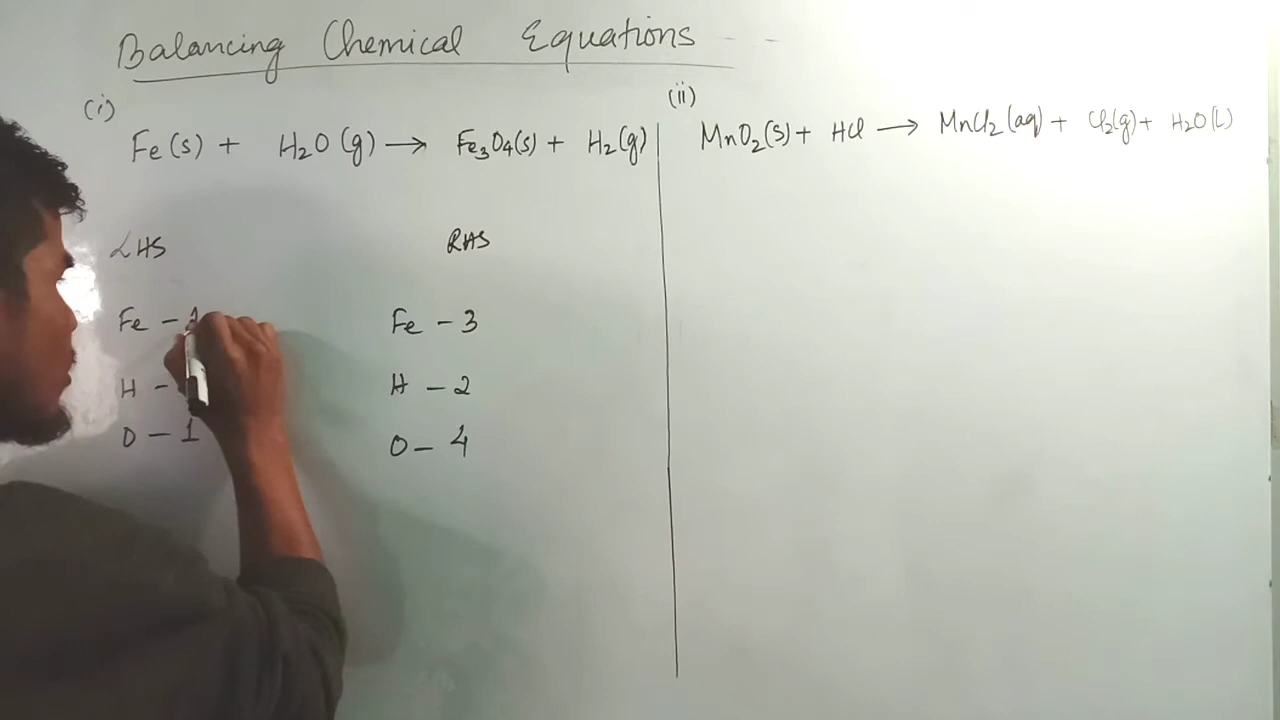 Balancing Chemical Equations - -
(i)
Fe(s) + H2O(g) → Fe3O4(s) + H2(g)
LHS RHS
Fe - 1 Fe - 3
H - H - 2
O - 1 O - 4
(ii)
MnO2(s) + HCl → MnCl2(aq) + Cl2(g) + H2O(l)